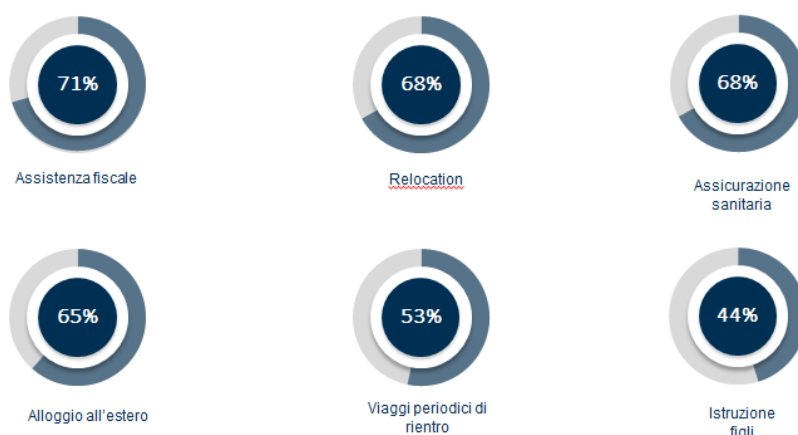 71%
68%
68%
Assistenza fiscale
Relocation
Assicurazione
sanitaria
65%
53%
44%
Alloggio all'estero
Viaggi periodici di
rientro
Istruzione
figli